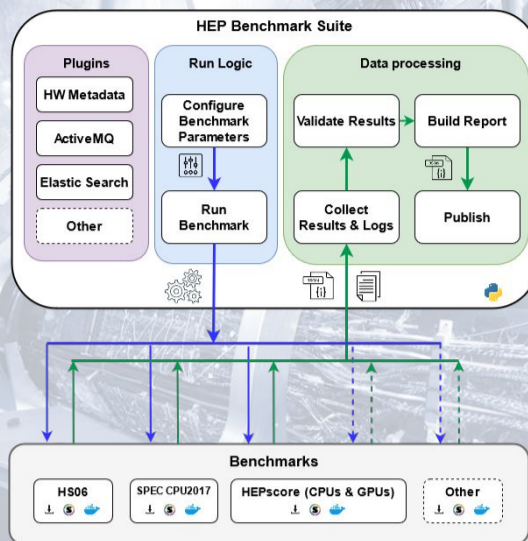 HEP Benchmark Suite
Plugins
HW Metadata
ActiveMQ
Elastic Search
Other
Run Logic
Configure
Benchmark
Parameters
Run
Benchmark
Data processing
Validate Results
Build Report
Collect
Results & Logs
Publish
Benchmarks
HS06
SPEC CPU2017
HEPscore (CPUs & GPUs)
Other